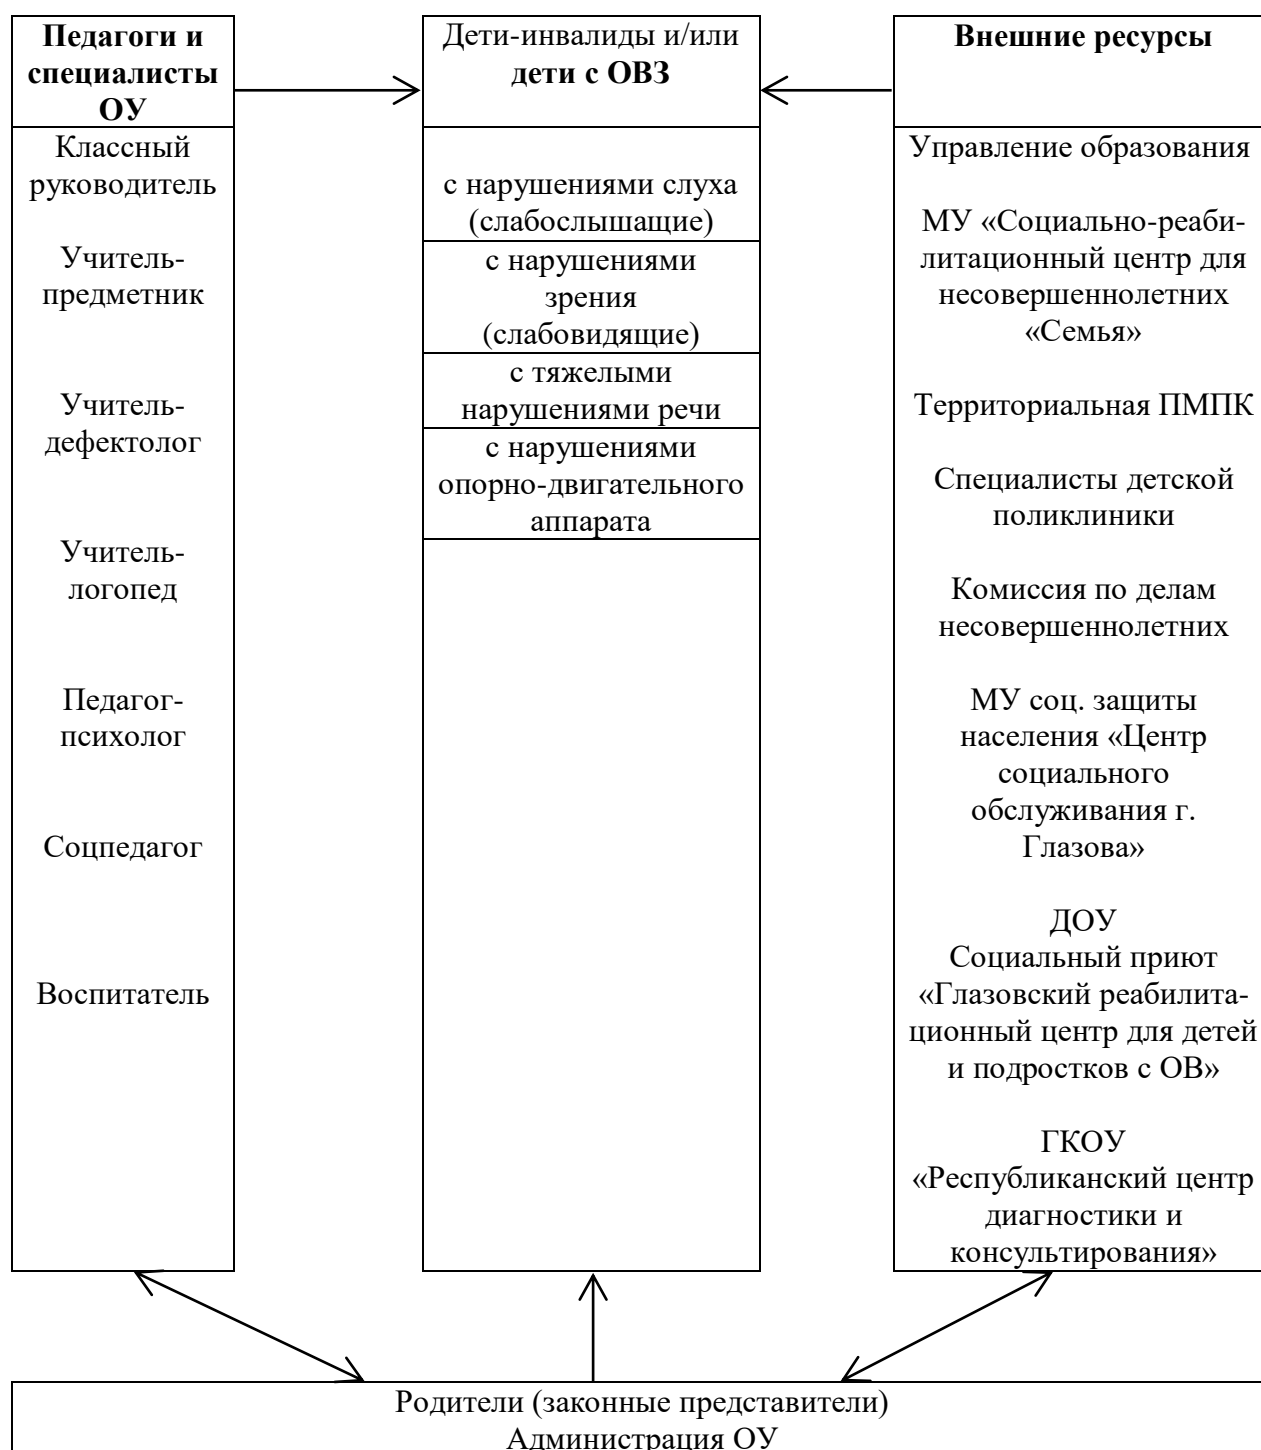 Педагоги и
специалисты
ОУ
Классный
руководитель
Учитель-
предметник
Учитель-
дефектолог
Учитель-
логопед
Педагог-
психолог
Соцпедагог
Воспитатель
Дети-инвалиды и/или
дети с ОВЗ
с нарушениями слуха
(слабослышащие)
с нарушениями
зрения
(слабовидящие)
с тяжелыми
нарушениями речи
с нарушениями
опорно-двигательного
аппарата
Внешние ресурсы
Управление образования
МУ «Социально-реаби-
литационный центр для
несовершеннолетних
«Семья»
Территориальная ПМПК
Специалисты детской
поликлиники
Комиссия по делам
несовершеннолетних
МУ соц. защиты
населения «Центр
социального
обслуживания г.
Глазова»
ДОУ
Социальный приют
«Глазовский реабилита-
ционный центр для детей
и подростков с ОВ»
ГКОУ
«Республиканский центр
диагностики и
консультирования»
Родители (законные представители)
Администрация ОУ